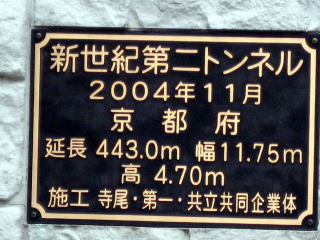 新世紀第二トンネル
2004年11月
京都府
延長 443.0m 幅11.75m
高 4.70m
施工 寺尾・第一・共立共同企業体